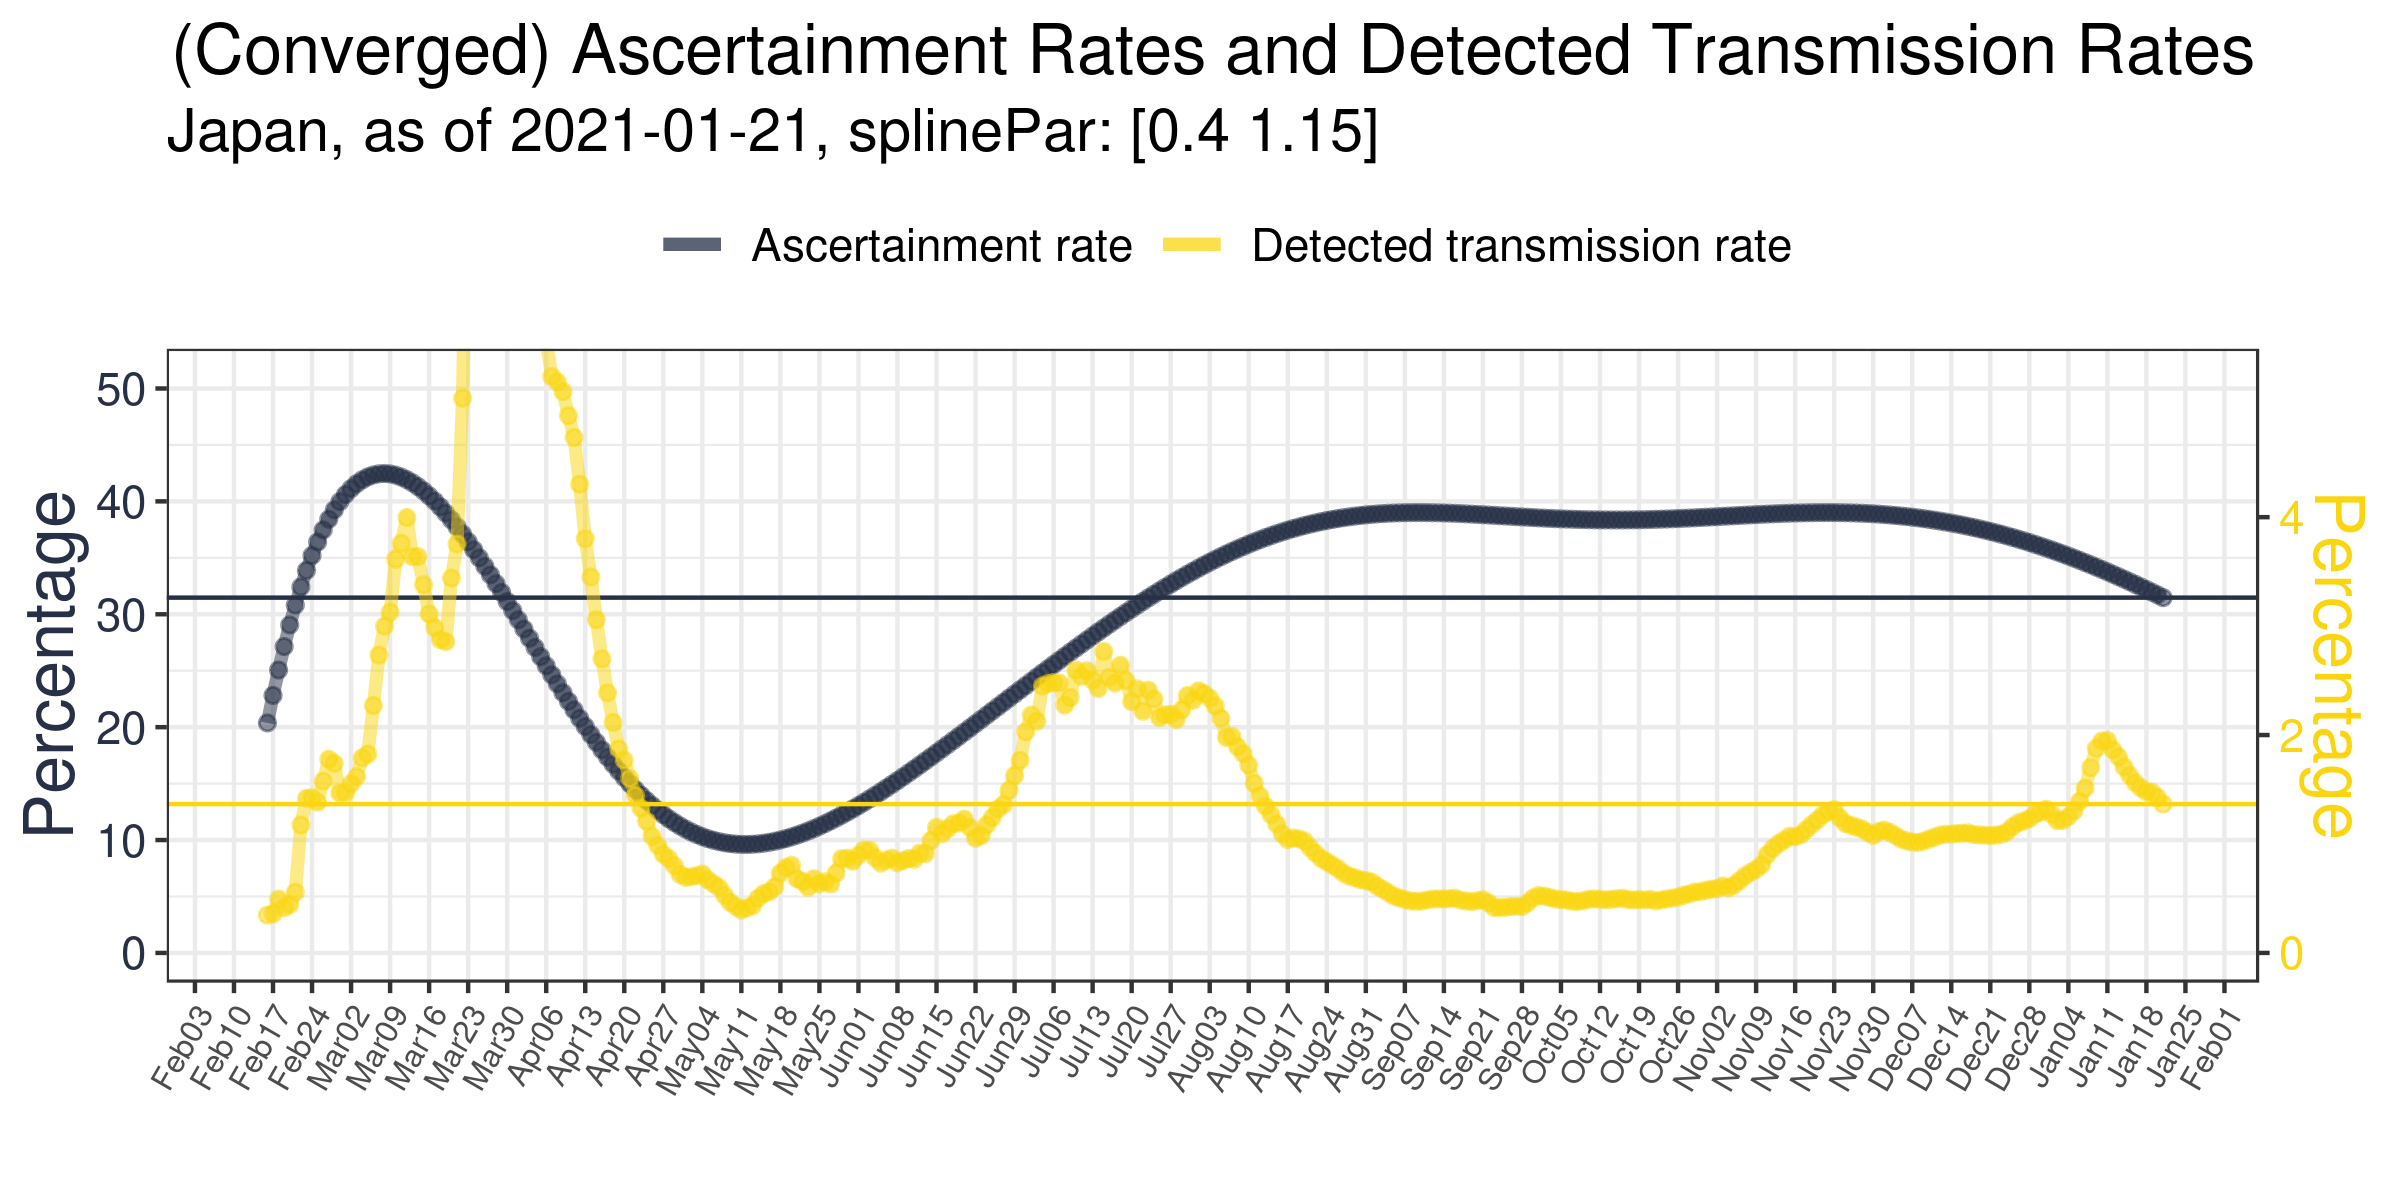 (Converged) Ascertainment Rates and Detected Transmission Rates
Japan, as of 2021-01-21, splinePar: [0.4 1.15]
Ascertainment rate Detected transmission rate
Percentage
50
40
30
20
10
0
4
2
0
Percentage
Feb03 Feb10 Feb17 Feb24 Mar02 Mar09 Mar16 Mar23 Mar30 Apr06 Apr13 Apr20 Apr27 May04 May11 May18 May25 Jun01 Jun08 Jun15 Jun22 Jun29 Jul06 Jul13 Jul20 Jul27 Aug03 Aug10 Aug17 Aug24 Aug31 Sep07 Sep14 Sep21 Sep28 Oct05 Oct12 Oct19 Oct26 Nov02 Nov09 Nov16 Nov23 Nov30 Dec07 Dec14 Dec21 Dec28 Jan04 Jan11 Jan18 Jan25 Feb01